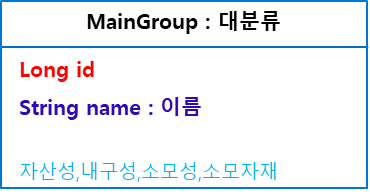 MainGroup : 대분류
Long id
String name : 이름
자산성,내구성,소모성,소모자재